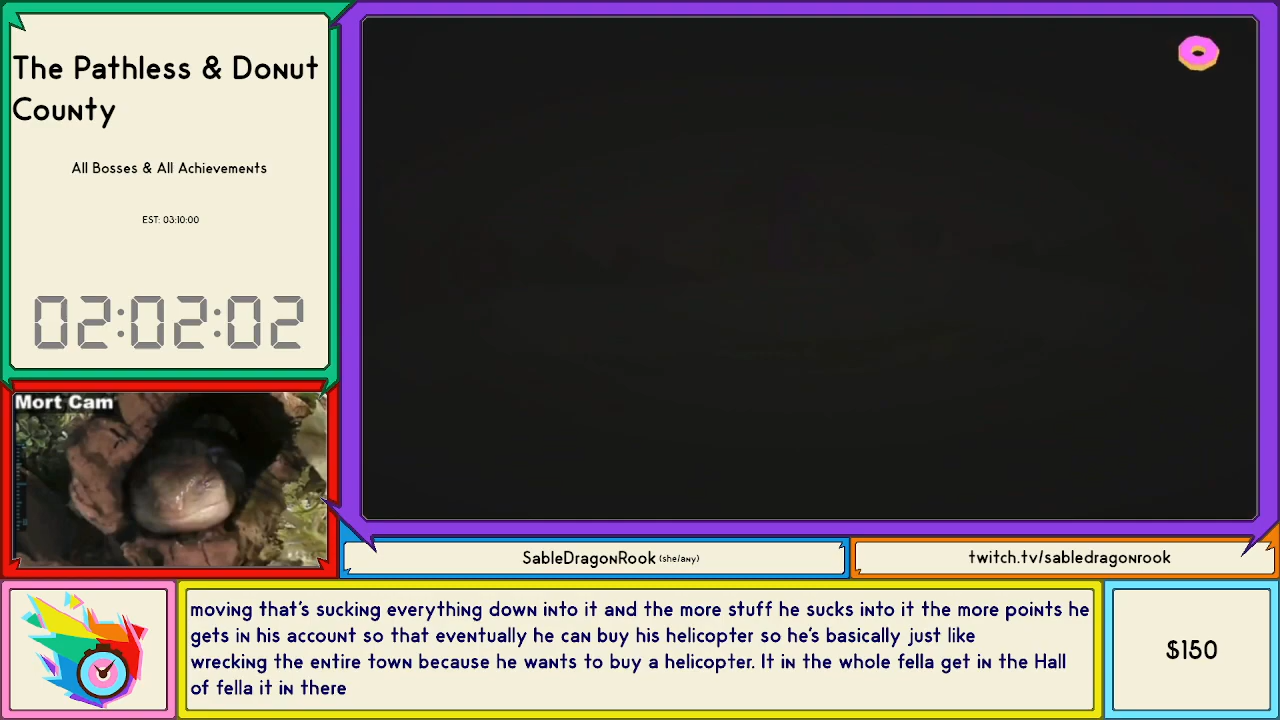 The Pathless & Donut
County
All Bosses & All Achievements
EST: 03:10:00
02:02:02
Mort Cam
SableDragonRook (she/any)
twitch.tv/sabledragonrook
moving that's sucking everything down into it and the more stuff he sucks into it the more points he
gets in his account so that eventually he can buy his helicopter so he's basically just like
wrecking the entire town because he wants to buy a helicopter. It in the whole fella get in the Hall
of fella it in there
$150